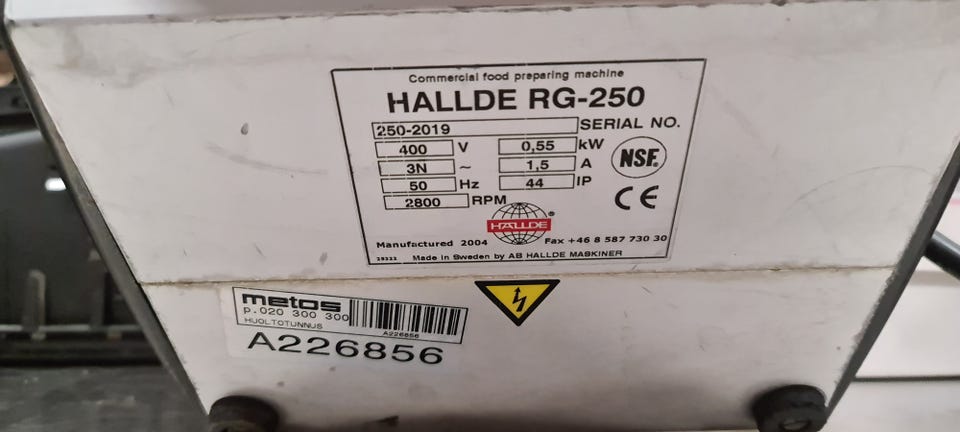 Commercial food preparing machine
HALLDE RG-250
250-2019 SERIAL NO.
400 V 0,55 kW
3N ~ 1,5 A
50 Hz 44 IP
2800 RPM
NSF®
CE
HALLDE®
Manufactured 2004 Fax +46 8 587 730 30
Made in Sweden by AB HALLDE MASKINER
metos
p.020 300 300
HUOLTOTUNNUS A226856
A226856